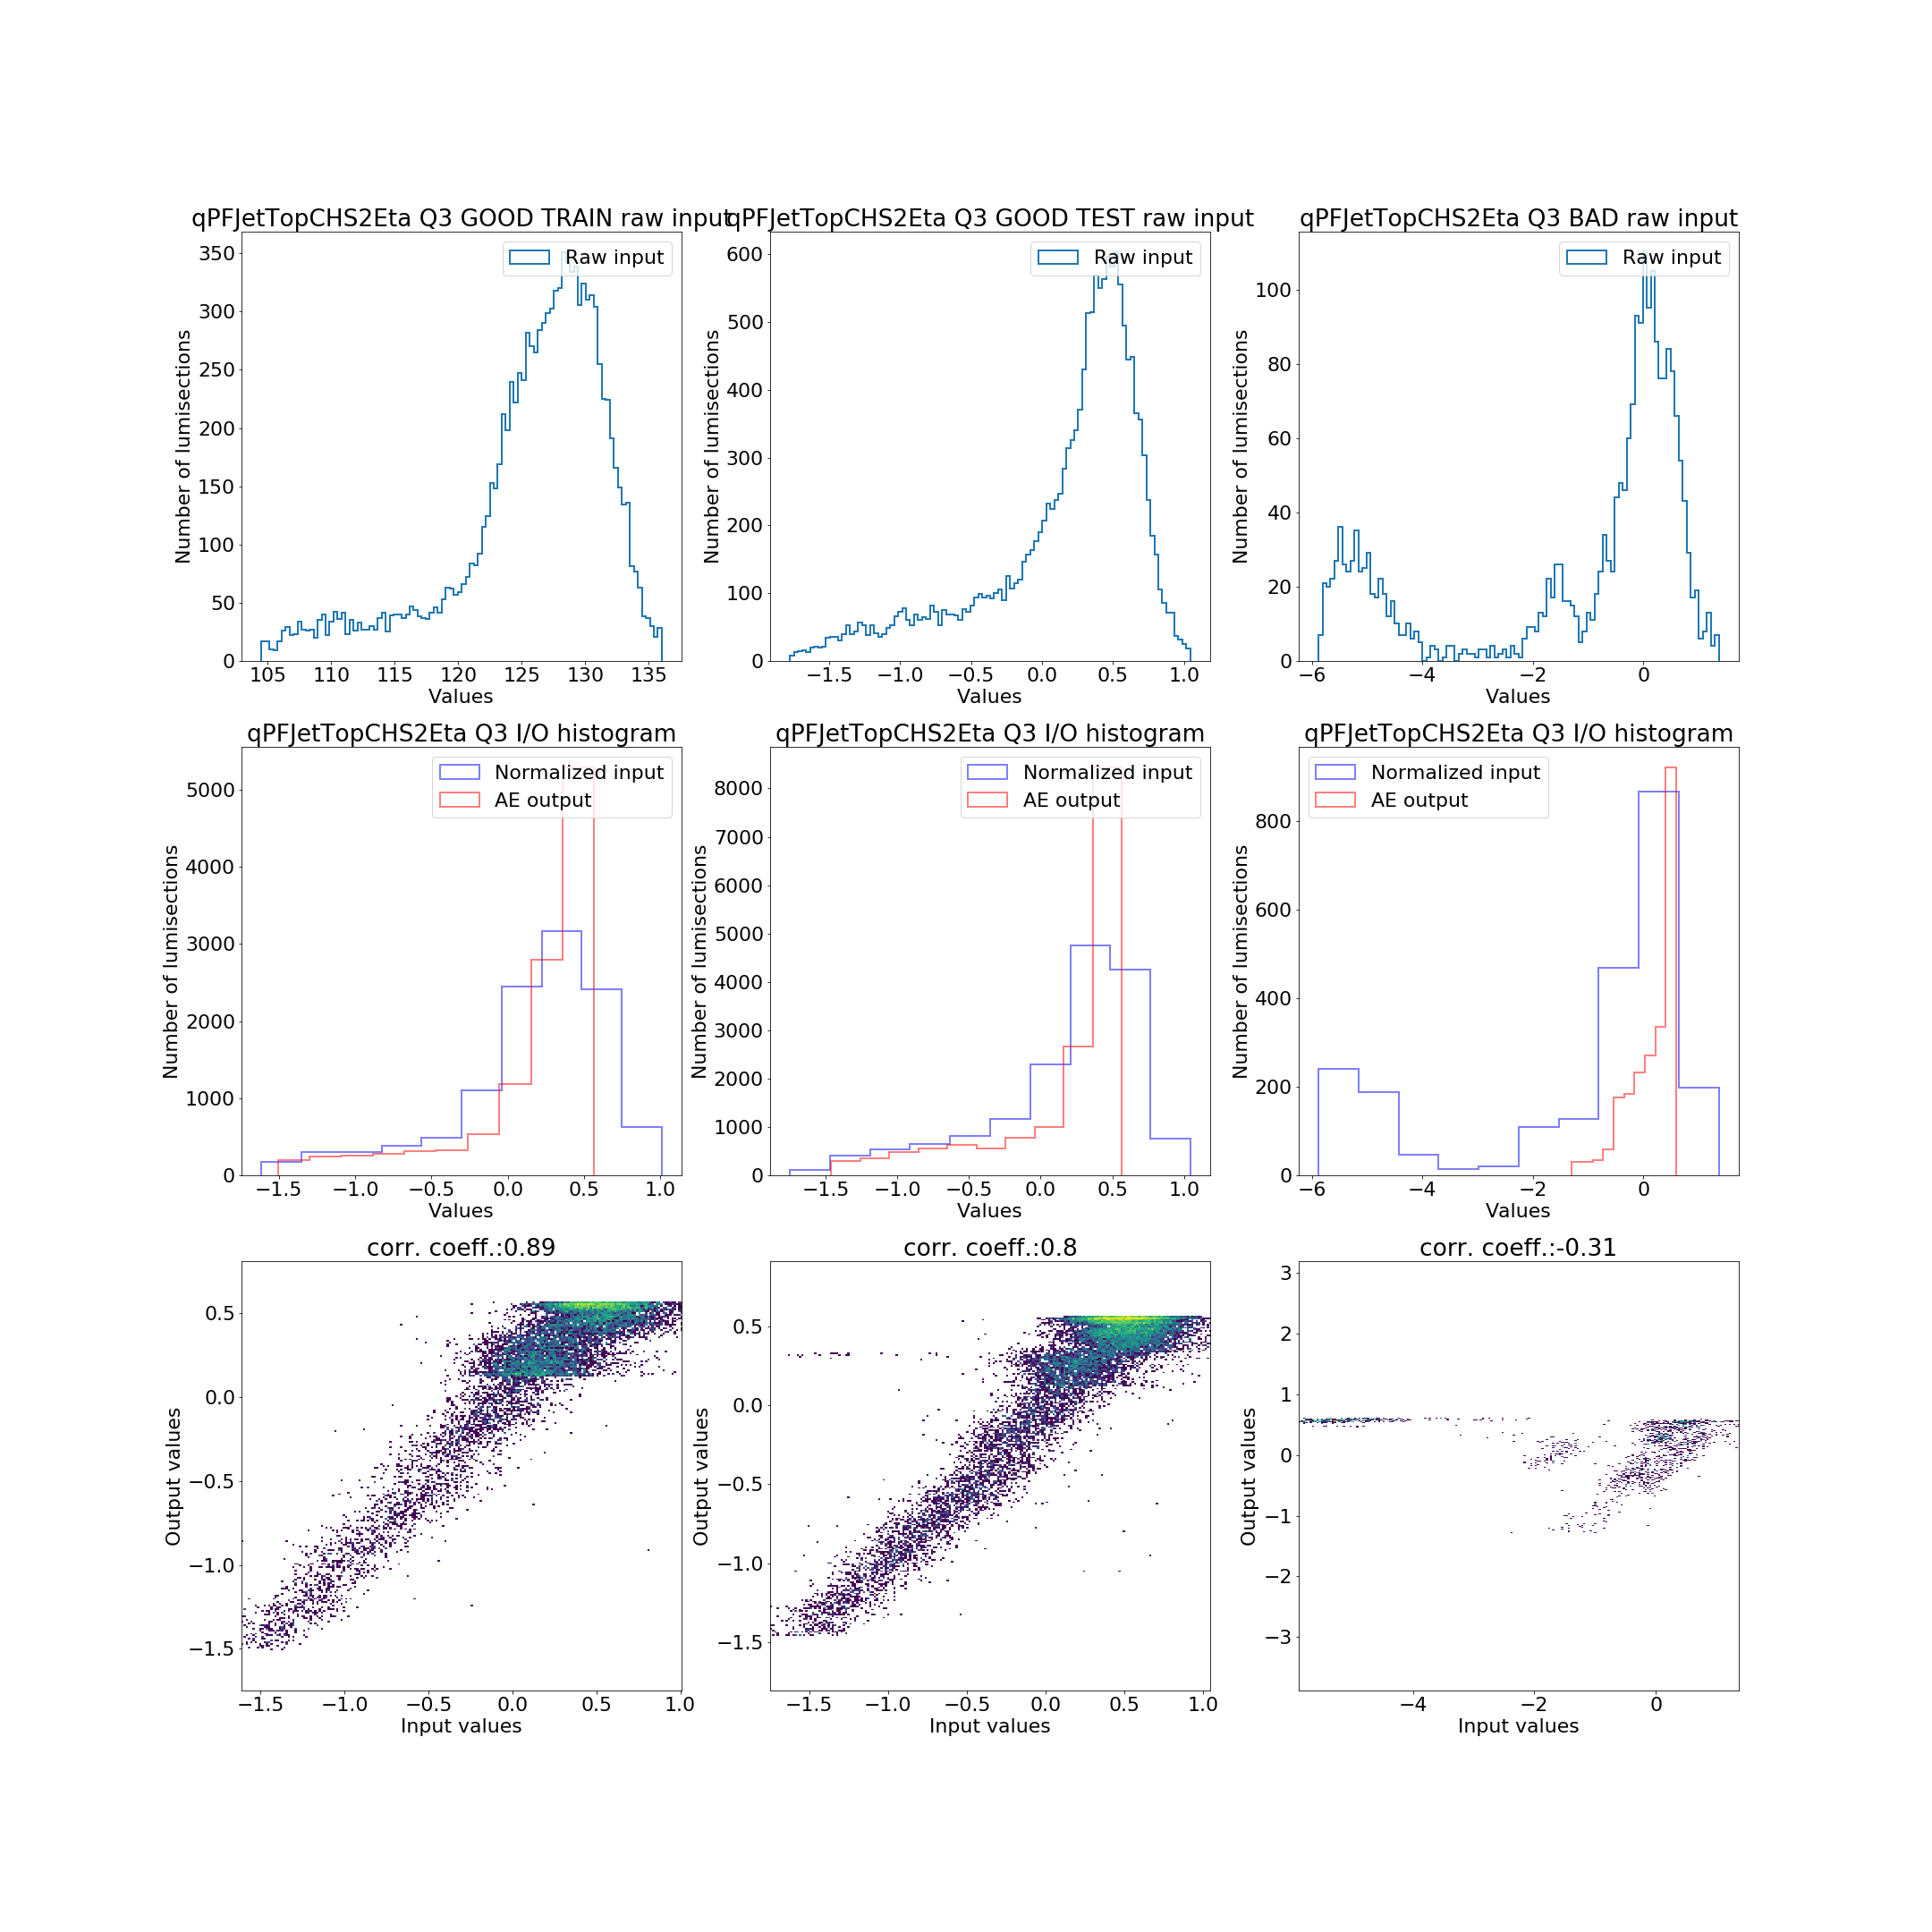 qPFJetTopCHS2Eta Q3 GOOD TRAIN raw input
Raw input
350
300
250
200
150
100
50
0
Number of lumisections
105 110 115 120 125 130 135
Values
qPFJetTopCHS2Eta Q3 GOOD TEST raw input
Raw input
600
500
400
300
200
100
0
Number of lumisections
−1.5 −1.0 −0.5 0.0 0.5 1.0
Values
qPFJetTopCHS2Eta Q3 BAD raw input
Raw input
100
80
60
40
20
0
Number of lumisections
−6 −4 −2 0
Values
qPFJetTopCHS2Eta Q3 I/O histogram
Normalized input
AE output
5000
4000
3000
2000
1000
0
Number of lumisections
−1.5 −1.0 −0.5 0.0 0.5 1.0
Values
qPFJetTopCHS2Eta Q3 I/O histogram
Normalized input
AE output
8000
7000
6000
5000
4000
3000
2000
1000
0
Number of lumisections
−1.5 −1.0 −0.5 0.0 0.5 1.0
Values
qPFJetTopCHS2Eta Q3 I/O histogram
Normalized input
AE output
800
600
400
200
0
Number of lumisections
−6 −4 −2 0
Values
corr. coeff.:0.89
0.5
0.0
−0.5
−1.0
−1.5
Output values
−1.5 −1.0 −0.5 0.0 0.5 1.0
Input values
corr. coeff.:0.8
0.5
0.0
−0.5
−1.0
−1.5
Output values
−1.5 −1.0 −0.5 0.0 0.5 1.0
Input values
corr. coeff.:-0.31
3
2
1
0
−1
−2
−3
Output values
−4 −2 0
Input values